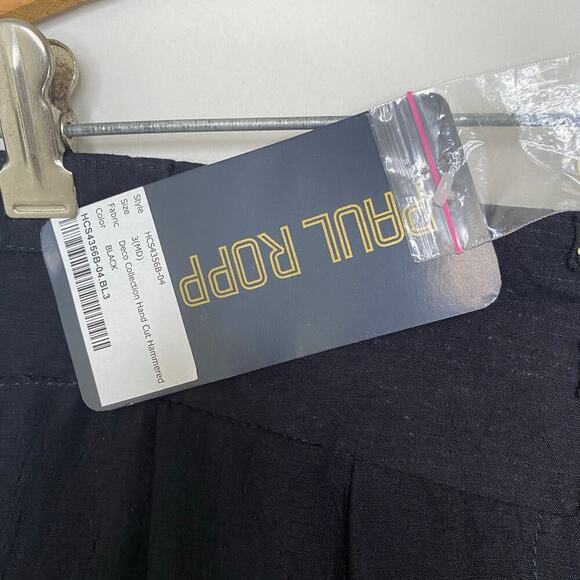 PAUL ROPP
Style HCS4356B-04
Size 3(MD)
Fabric Deco Collection Hand Cut Hammered
Color BLACK
HCS4356B-04.BL3